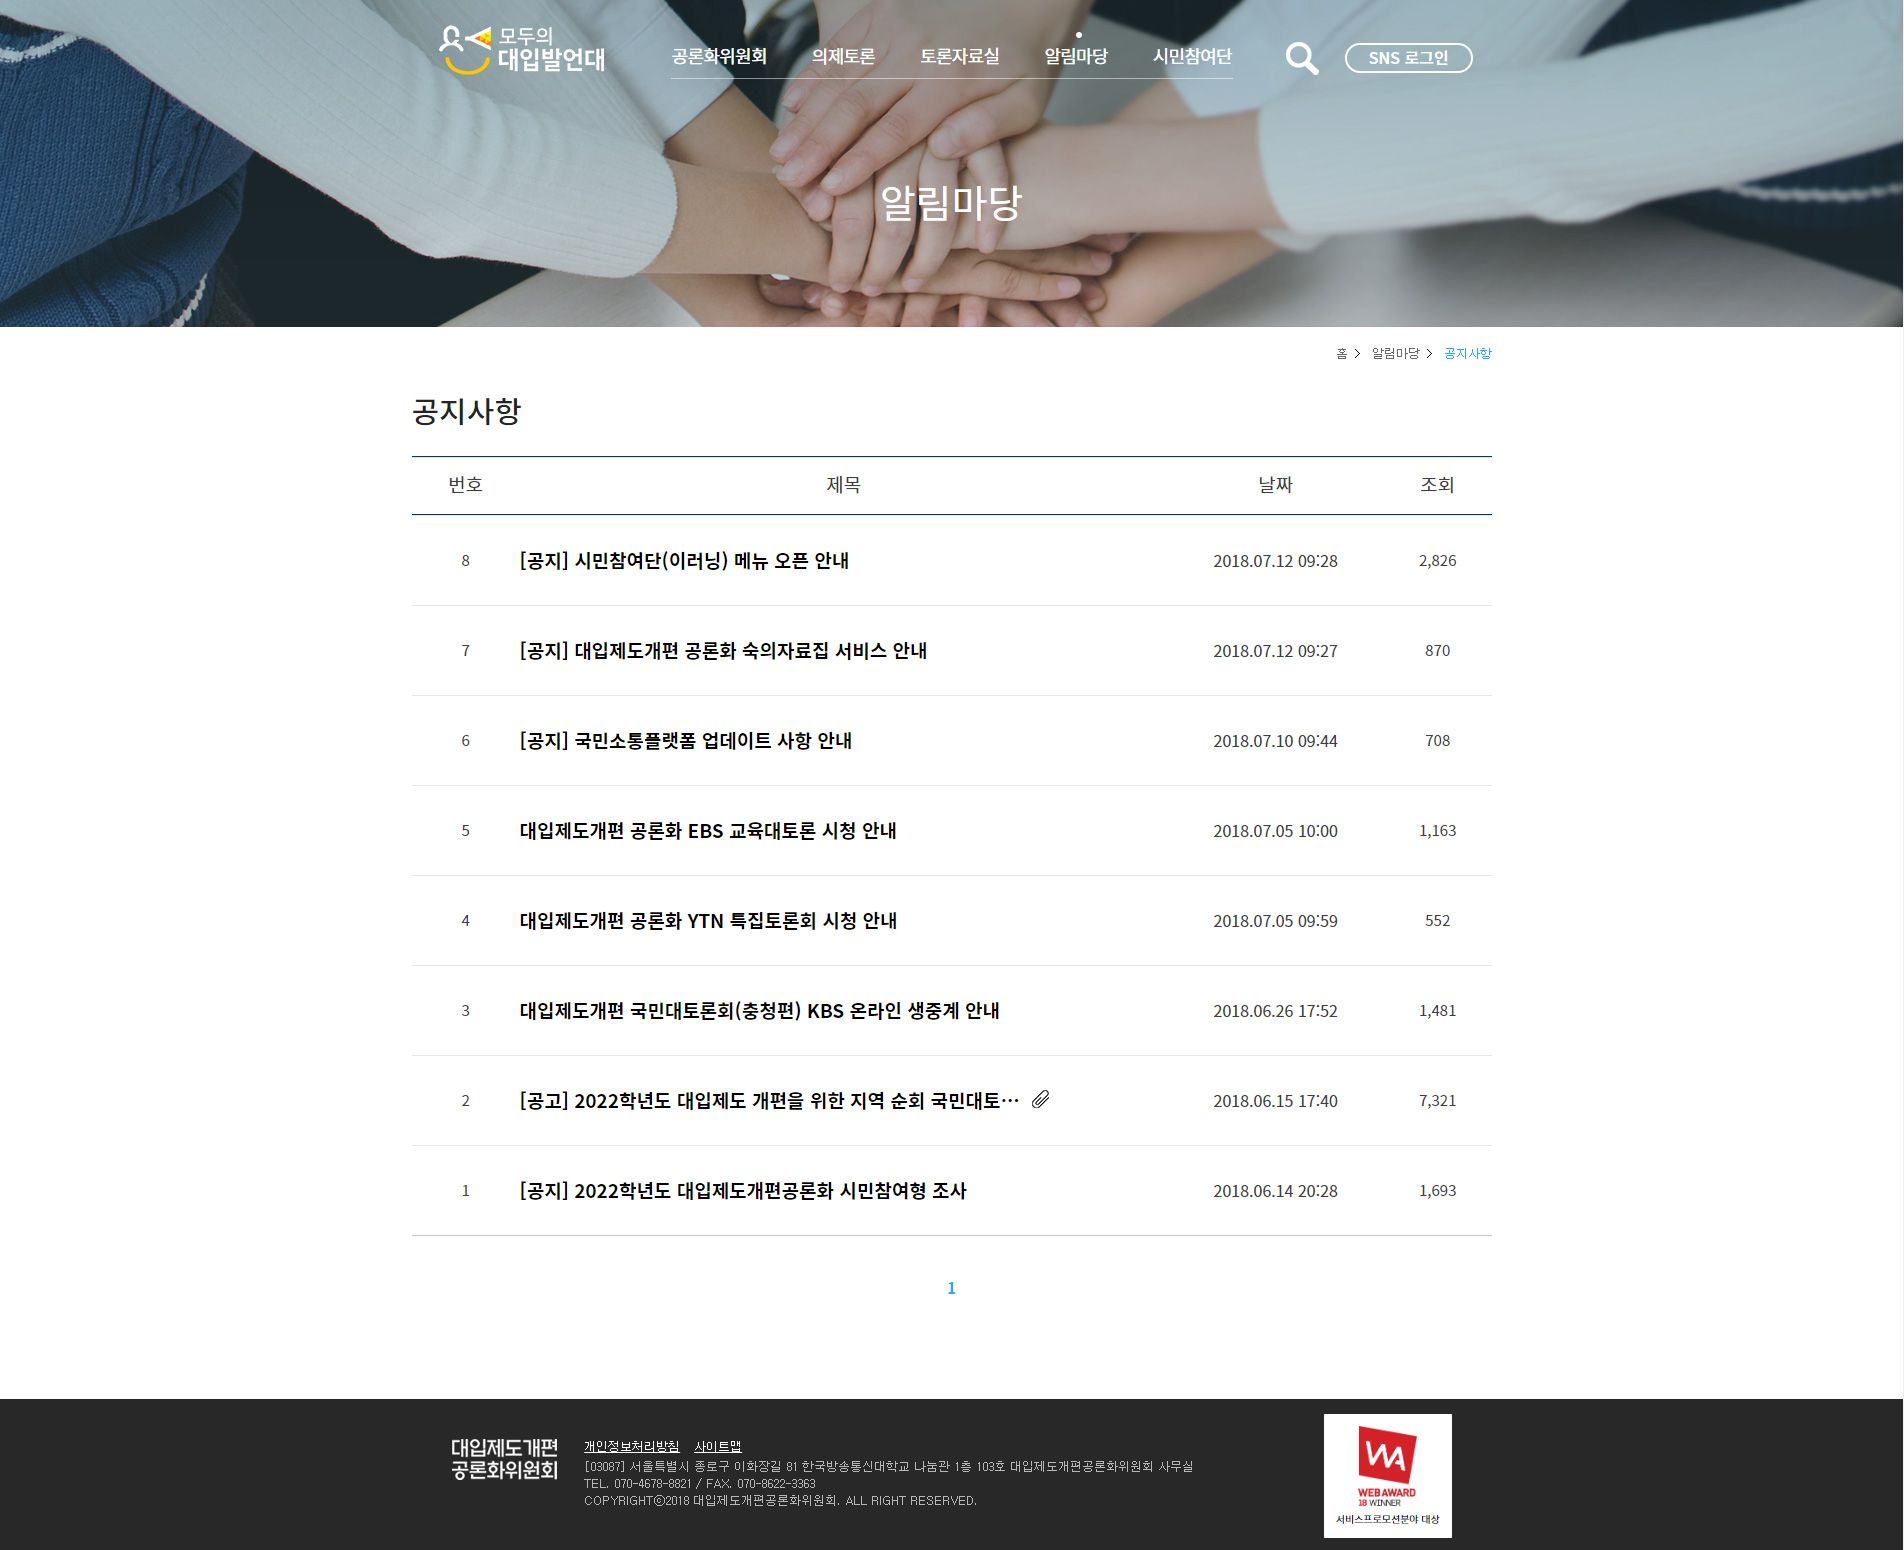 모두의
대입발언대
공론화위원회 의제토론 토론자료실 알림마당 시민참여단
SNS 로그인
알림마당
홈 > 알림마당 > 공지사항
공지사항
번호 제목 날짜 조회
8 [공지] 시민참여단(이러닝) 메뉴 오픈 안내 2018.07.12 09:28 2,826
7 [공지] 대입제도개편 공론화 숙의자료집 서비스 안내 2018.07.12 09:27 870
6 [공지] 국민소통플랫폼 업데이트 사항 안내 2018.07.10 09:44 708
5 대입제도개편 공론화 EBS 교육대토론 시청 안내 2018.07.05 10:00 1,163
4 대입제도개편 공론화 YTN 특집토론회 시청 안내 2018.07.05 09:59 552
3 대입제도개편 국민대토론회(충청편) KBS 온라인 생중계 안내 2018.06.26 17:52 1,481
2 [공고] 2022학년도 대입제도 개편을 위한 지역 순회 국민대토… 2018.06.15 17:40 7,321
1 [공지] 2022학년도 대입제도개편공론화 시민참여형 조사 2018.06.14 20:28 1,693
1
대입제도개편
공론화위원회
개인정보처리방침 사이트맵
[03087] 서울특별시 종로구 이화장길 81 한국방송통신대학교 나눔관 1층 103호 대입제도개편공론화위원회 사무실
TEL. 070-4678-8821 / FAX. 070-8622-3363
COPYRIGHTⓒ2018 대입제도개편공론화위원회. ALL RIGHT RESERVED.
WA
WEB AWARD
18 WINNER
서비스프로모션분야 대상